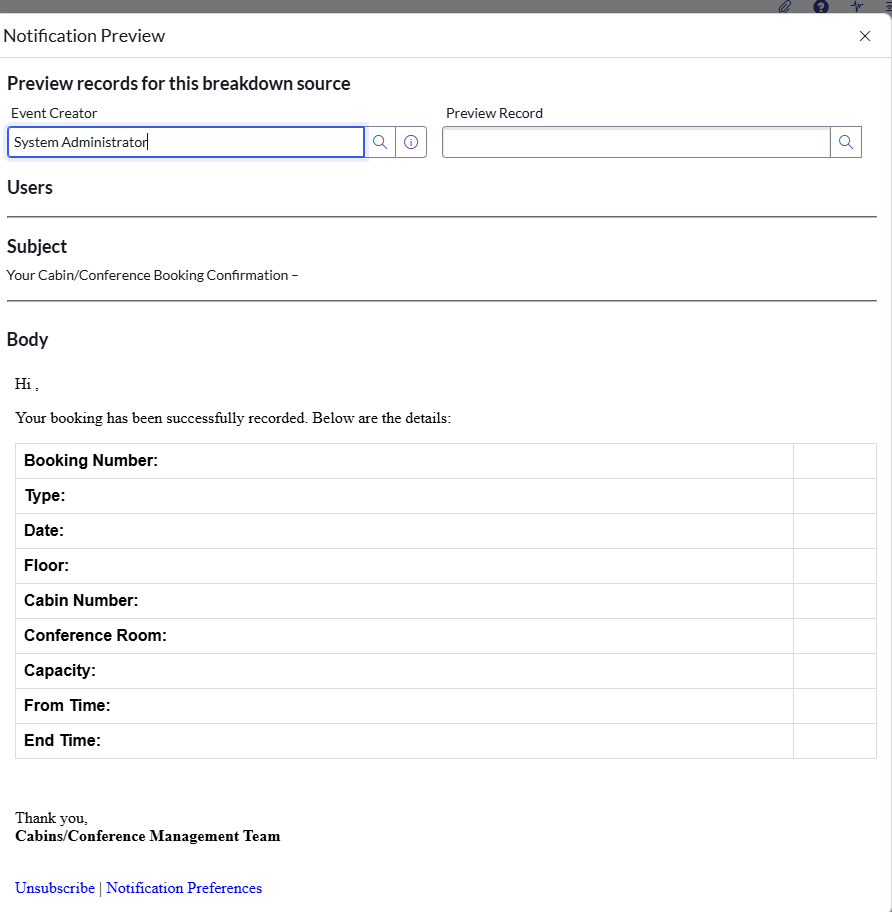 Notification Preview
Preview records for this breakdown source
Event Creator
Preview Record
System Administrator
Users
Subject
Your Cabin/Conference Booking Confirmation –
Body
Hi ,
Your booking has been successfully recorded. Below are the details:
Booking Number:
Type:
Date:
Floor:
Cabin Number:
Conference Room:
Capacity:
From Time:
End Time:
Thank you,
Cabins/Conference Management Team
Unsubscribe | Notification Preferences